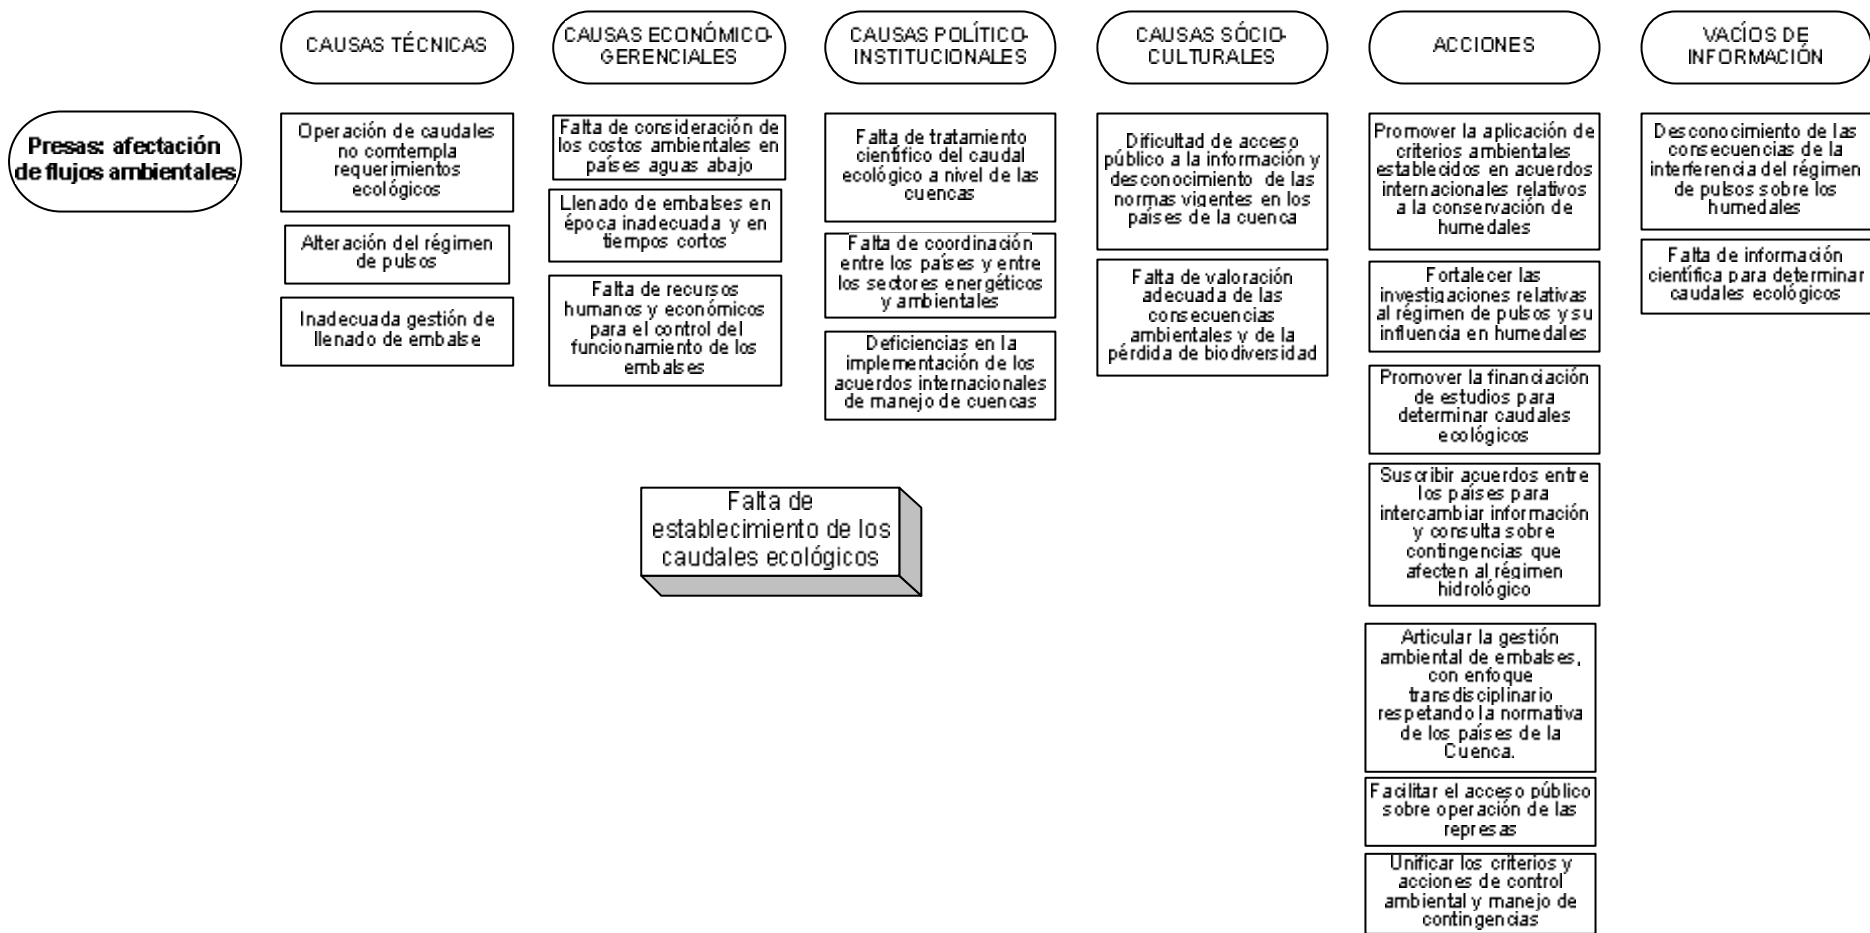 CAUSAS TÉCNICAS
CAUSAS ECONÓMICO-
GERENCIALES
CAUSAS POLÍTICO-
INSTITUCIONALES
CAUSAS SÓCIO-
CULTURALES
ACCIONES
VACÍOS DE
INFORMACIÓN
Presas: afectación
de flujos ambientales
Operación de caudales
no comtempla
requerimientos
ecológicos
Alteración del régimen
de pulsos
Inadecuada gestión de
llenado de embalse
Falta de consideración de
los costos ambientales en
países aguas abajo
Llenado de embalses en
época inadecuada y en
tiempos cortos
Falta de recursos
humanos y económicos
para el control del
funcionamiento de los
embalses
Falta de tratamiento
científico del caudal
ecológico a nivel de las
cuencas
Falta de coordinación
entre los países y entre
los sectores energéticos
y ambientales
Deficiencias en la
implementación de los
acuerdos internacionales
de manejo de cuencas
Dificultad de acceso
público a la información y
desconocimiento de las
normas vigentes en los
países de la cuenca
Falta de valoración
adecuada de las
consecuencias
ambientales y de la
pérdida de biodiversidad
Promover la aplicación de
criterios ambientales
establecidos en acuerdos
internacionales relativos
a la conservación de
humedales
Fortalecer las
investigaciones relativas
al régimen de pulsos y su
influencia en humedales
Promover la financiación
de estudios para
determinar caudales
ecológicos
Suscribir acuerdos entre
los países para
intercambiar información
y consulta sobre
contingencias que
afecten al régimen
hidrológico
Articular la gestión
ambiental de embalses,
con enfoque
transdisciplinario
respetando la normativa
de los países de la
Cuenca.
Facilitar el acceso público
sobre operación de las
represas
Unificar los criterios y
acciones de control
ambiental y manejo de
contingencias
Desconocimiento de las
consecuencias de la
interferencia del régimen
de pulsos sobre los
humedales
Falta de información
científica para determinar
caudales ecológicos
Falta de
establecimiento de los
caudales ecológicos